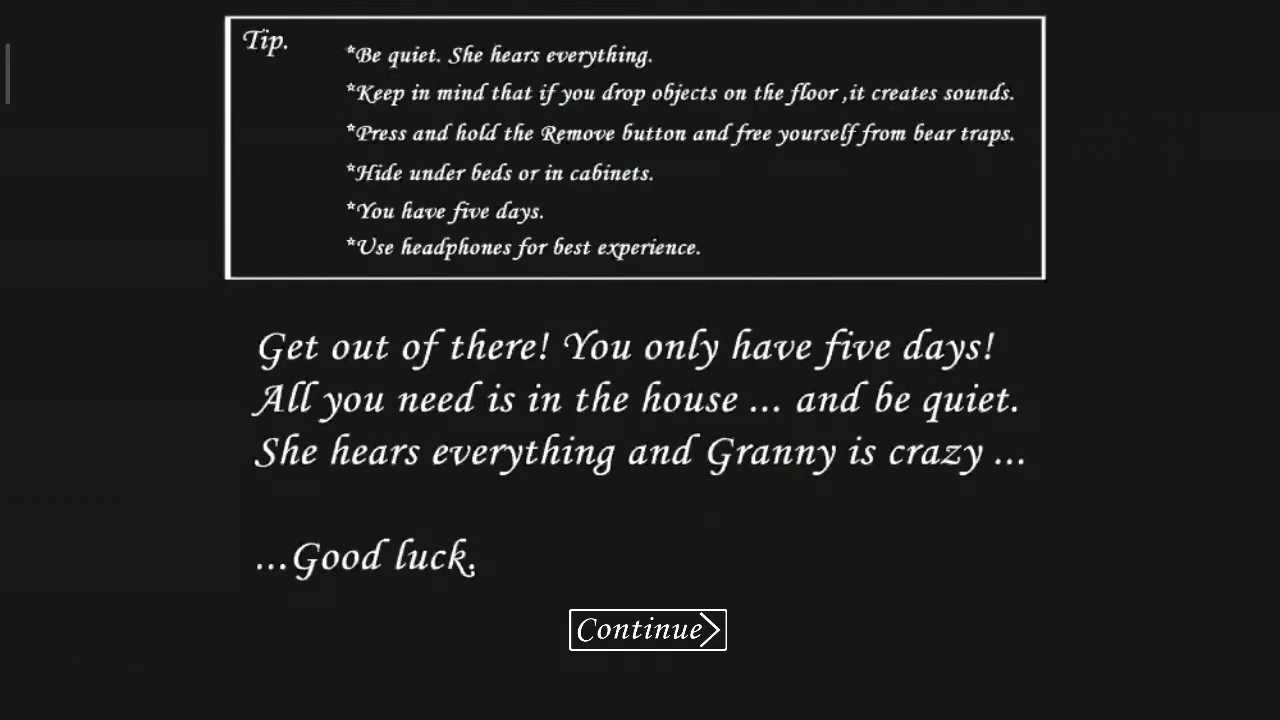 Tip.
*Be quiet. She hears everything.
*Keep in mind that if you drop objects on the floor ,it creates sounds.
*Press and hold the Remove button and free yourself from bear traps.
*Hide under beds or in cabinets.
*You have five days.
*Use headphones for best experience.
Get out of there! You only have five days!
All you need is in the house ... and be quiet.
She hears everything and Granny is crazy ...
...Good luck.
Continue